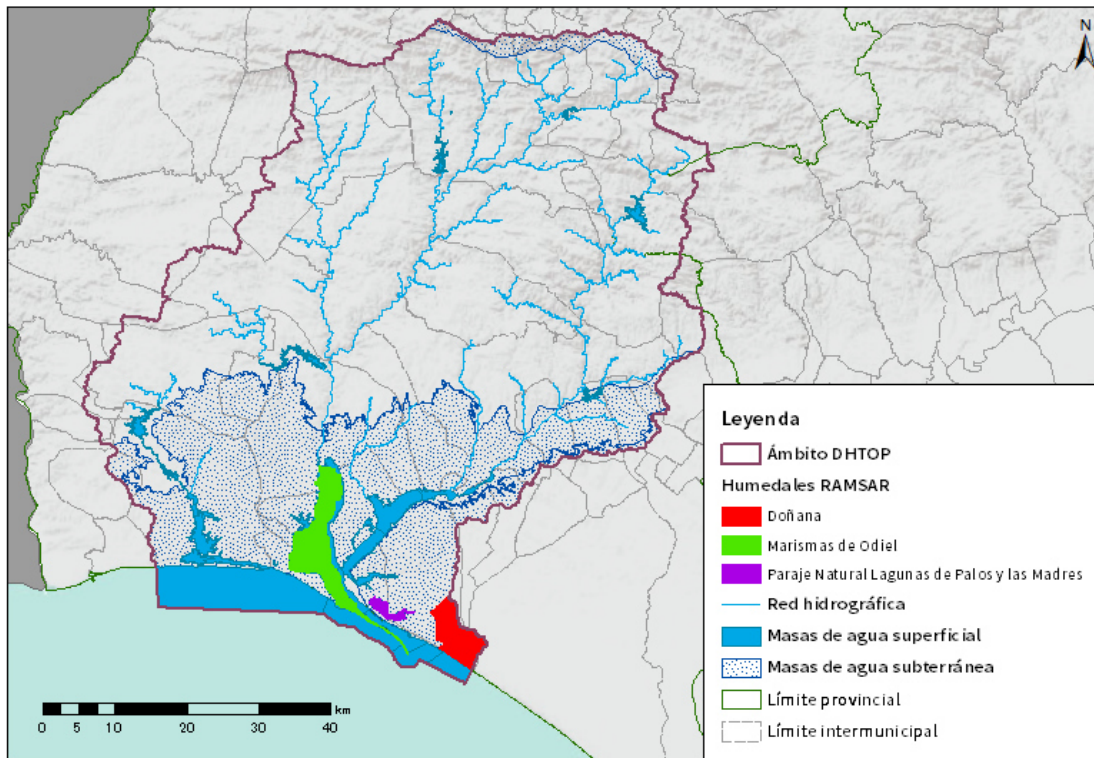 N
Leyenda
Ámbito DHTOP
Humedales RAMSAR
Doñana
Marismas de Odiel
Paraje Natural Lagunas de Palos y las Madres
Red hidrográfica
Masas de agua superficial
Masas de agua subterránea
Límite provincial
Límite intermunicipal
km
0 5 10 20 30 40